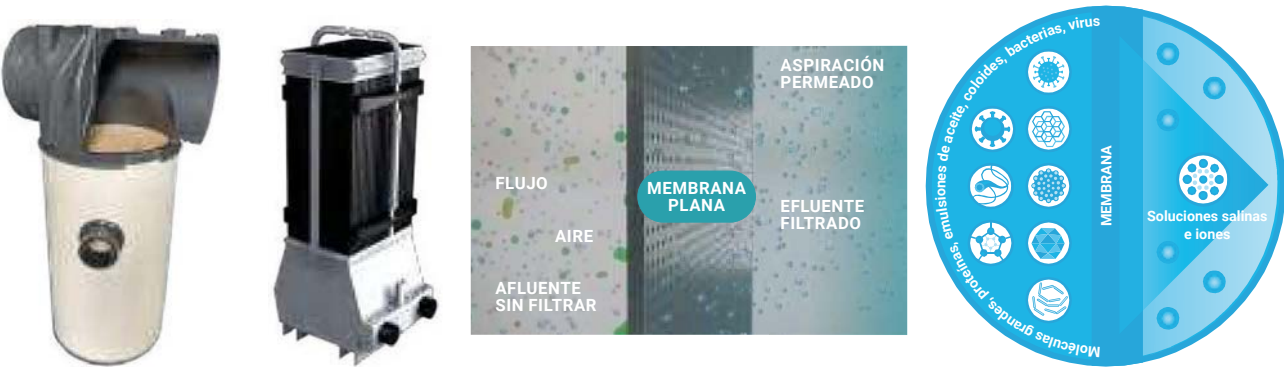 ASPIRACIÓN
PERMEADO
FLUJO
MEMBRANA
PLANA
EFLUENTE
FILTRADO
AIRE
AFLUENTE
SIN FILTRAR
Moléculas grandes, proteínas, emulsiones de aceite, coloides, bacterias, virus
MEMBRANA
Soluciones salinas
e iones